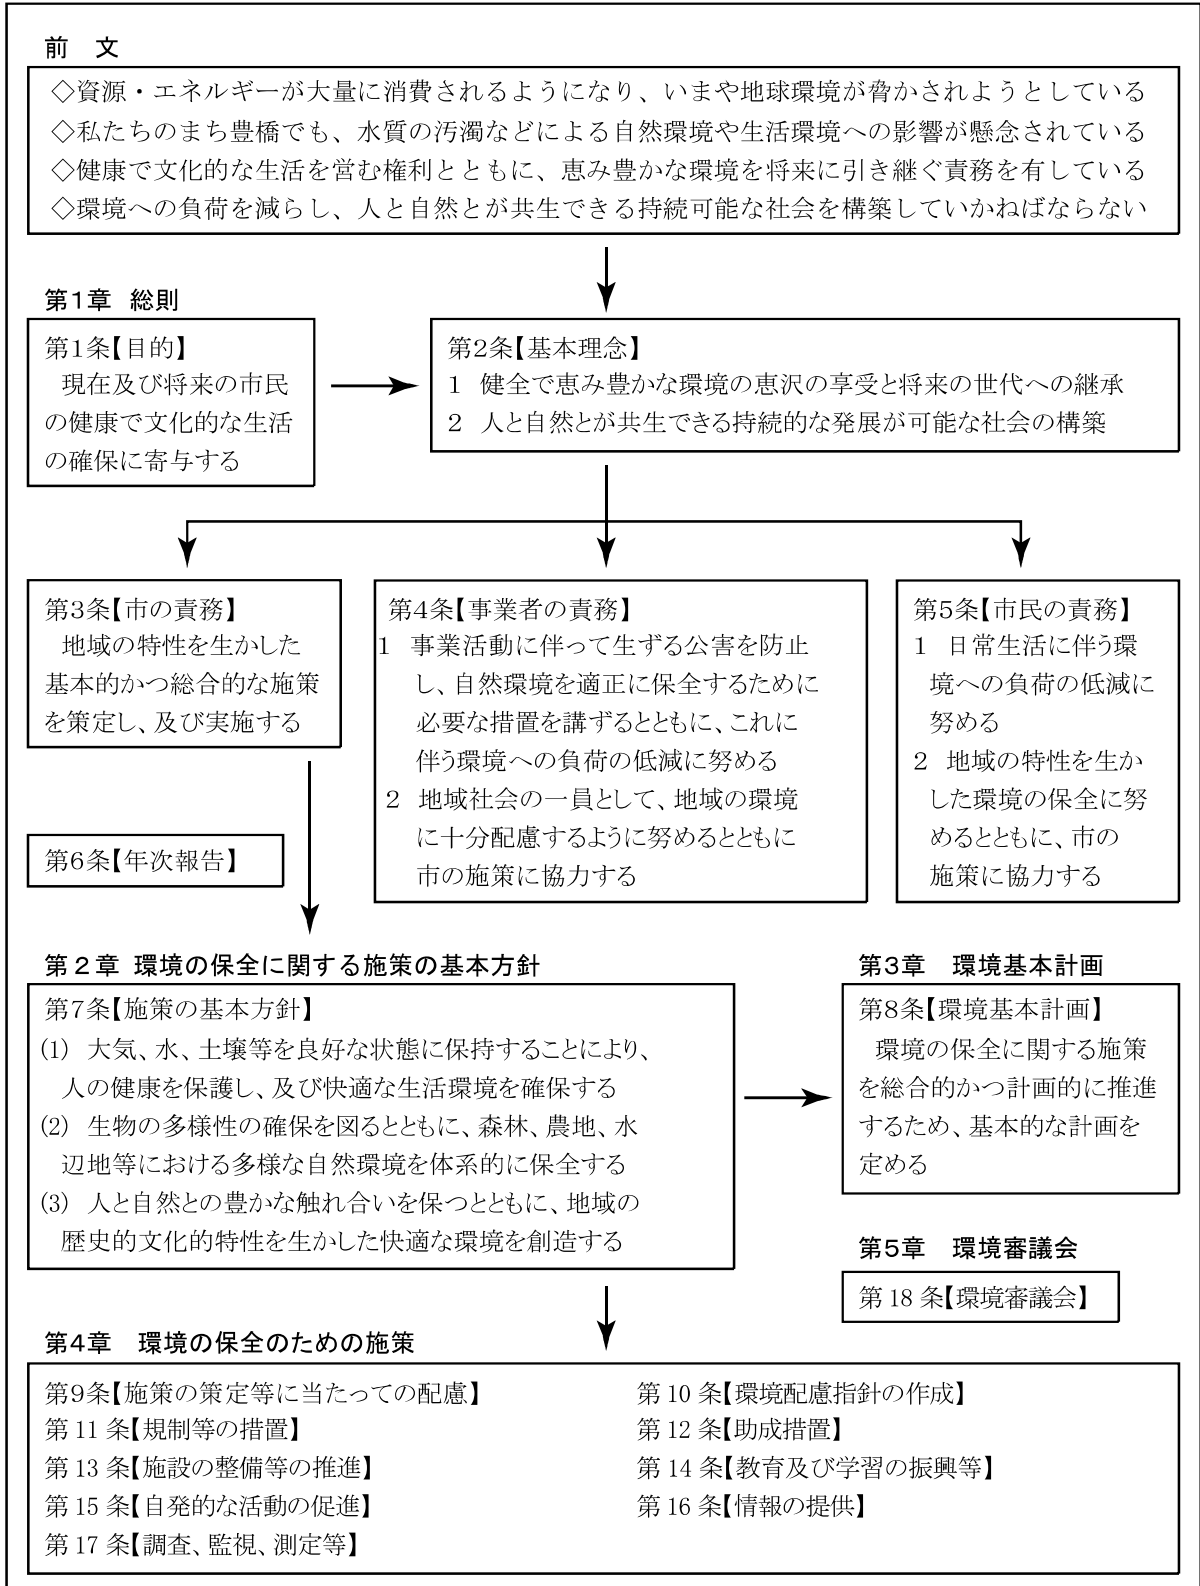 前　文
◇資源・エネルギーが大量に消費されるようになり、いまや地球環境が脅かされようとしている
◇私たちのまち豊橋でも、水質の汚濁などによる自然環境や生活環境への影響が懸念されている
◇健康で文化的な生活を営む権利とともに、恵み豊かな環境を将来に引き継ぐ責務を有している
◇環境への負荷を減らし、人と自然とが共生できる持続可能な社会を構築していかねばならない
第1章 総則
第1条【目的】
現在及び将来の市民
の健康で文化的な生活
の確保に寄与する
第2条【基本理念】
1 健全で恵み豊かな環境の恵沢の享受と将来の世代への継承
2 人と自然とが共生できる持続的な発展が可能な社会の構築
第3条【市の責務】
地域の特性を生かした
基本的かつ総合的な施策
を策定し、及び実施する
第4条【事業者の責務】
1 事業活動に伴って生ずる公害を防止
し、自然環境を適正に保全するために
必要な措置を講ずるとともに、これに
伴う環境への負荷の低減に努める
2 地域社会の一員として、地域の環境
に十分配慮するように努めるとともに
市の施策に協力する
第5条【市民の責務】
1 日常生活に伴う環
境への負荷の低減に
努める
2 地域の特性を生か
した環境の保全に努
めるとともに、市の
施策に協力する
第6条【年次報告】
第2章 環境の保全に関する施策の基本方針
第7条【施策の基本方針】
(1) 大気、水、土壌等を良好な状態に保持することにより、
人の健康を保護し、及び快適な生活環境を確保する
(2) 生物の多様性の確保を図るとともに、森林、農地、水
辺地等における多様な自然環境を体系的に保全する
(3) 人と自然との豊かな触れ合いを保つとともに、地域の
歴史的文化的特性を生かした快適な環境を創造する
第3章　環境基本計画
第8条【環境基本計画】
環境の保全に関する施策
を総合的かつ計画的に推進
するため、基本的な計画を
定める
第5章　環境審議会
第 18 条【環境審議会】
第4章　環境の保全のための施策
第9条【施策の策定等に当たっての配慮】
第 10 条【環境配慮指針の作成】
第 11 条【規制等の措置】
第 12 条【助成措置】
第 13 条【施設の整備等の推進】
第 14 条【教育及び学習の振興等】
第 15 条【自発的な活動の促進】
第 16 条【情報の提供】
第 17 条【調査、監視、測定等】